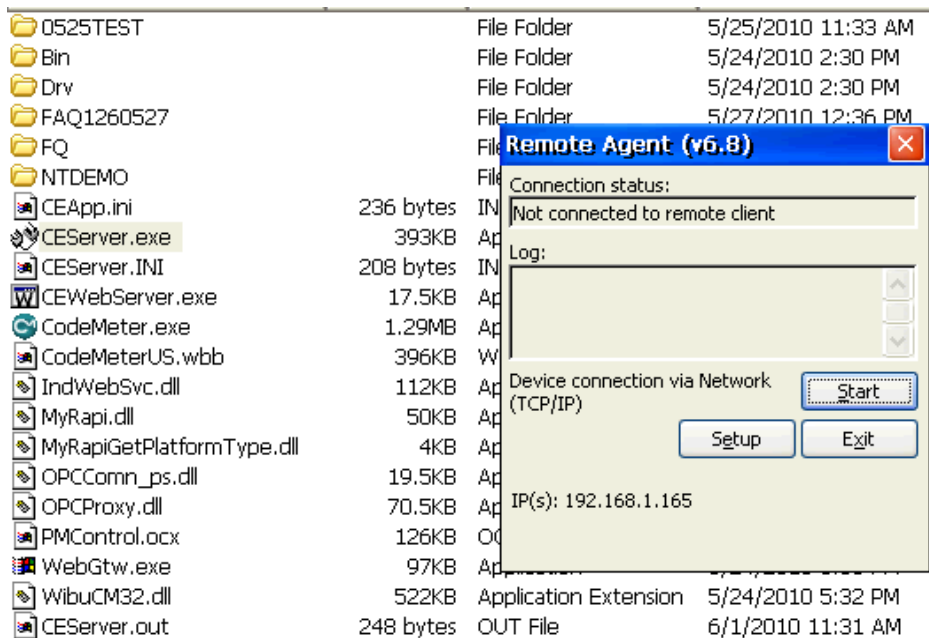 0525TEST File Folder 5/25/2010 11:33 AM
Bin File Folder 5/24/2010 2:30 PM
Drv File Folder 5/24/2010 2:30 PM
FAQ1260527 File Folder 5/27/2010 12:36 PM
FQ
NTDEMO
CEApp.ini 236 bytes
CEServer.exe 393KB
CEServer.INI 208 bytes
CEWebServer.exe 17.5KB
CodeMeter.exe 1.29MB
CodeMeterUS.wbb 396KB
IndWebSvc.dll 112KB
MyRapi.dll 50KB
MyRapiGetPlatformType.dll 4KB
OPCComn_ps.dll 19.5KB
OPCProxy.dll 70.5KB
PMControl.ocx 126KB
WebGtw.exe 97KB
WibuCM32.dll 522KB Application Extension 5/24/2010 5:32 PM
CEServer.out 248 bytes OUT File 6/1/2010 11:31 AM
Remote Agent (v6.8)
Connection status:
Not connected to remote client
Log:
Device connection via Network
(TCP/IP)
Start
Setup Exit
IP(s): 192.168.1.165